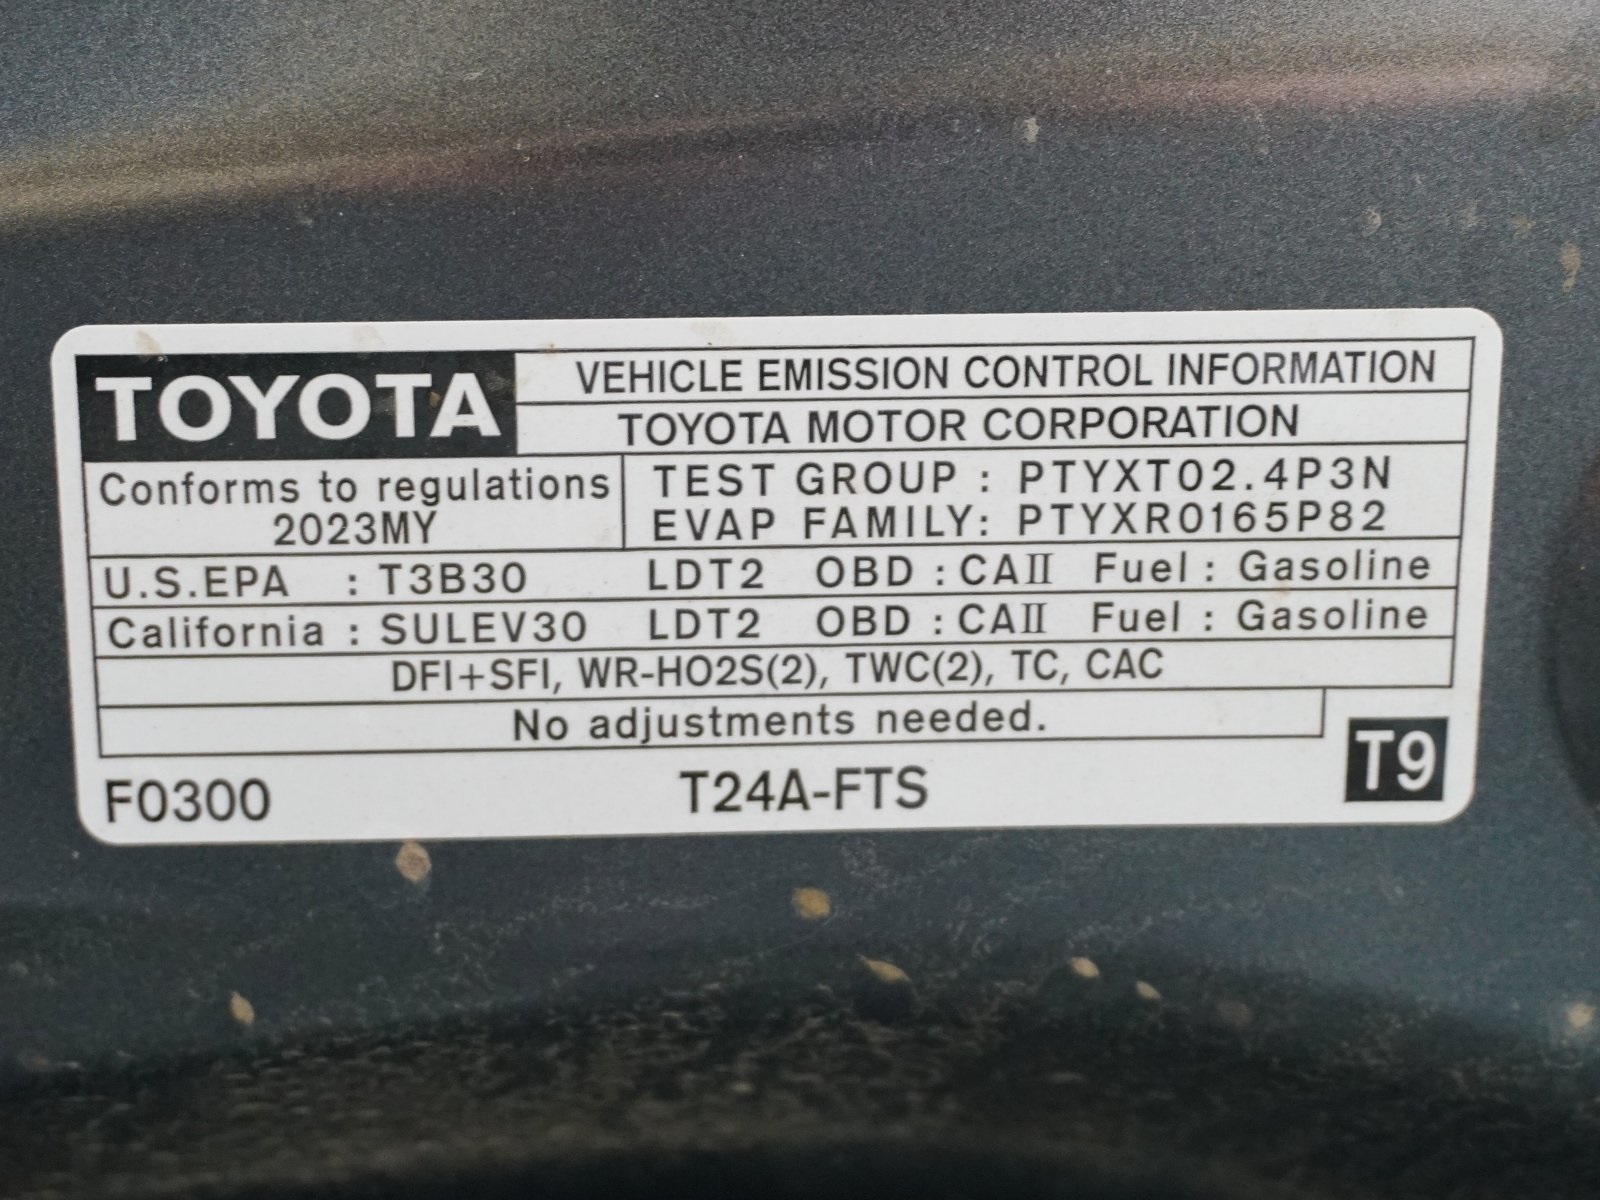 TOYOTA
VEHICLE EMISSION CONTROL INFORMATION
TOYOTA MOTOR CORPORATION
Conforms to regulations
2023MY
TEST GROUP : PTYXT02.4P3N
EVAP FAMILY: PTYXR0165P82
U.S.EPA : T3B30 LDT2 OBD : CAⅡ Fuel : Gasoline
California : SULEV30 LDT2 OBD : CAⅡ Fuel : Gasoline
DFI+SFI, WR-HO2S(2), TWC(2), TC, CAC
No adjustments needed.
F0300 T24A-FTS T9